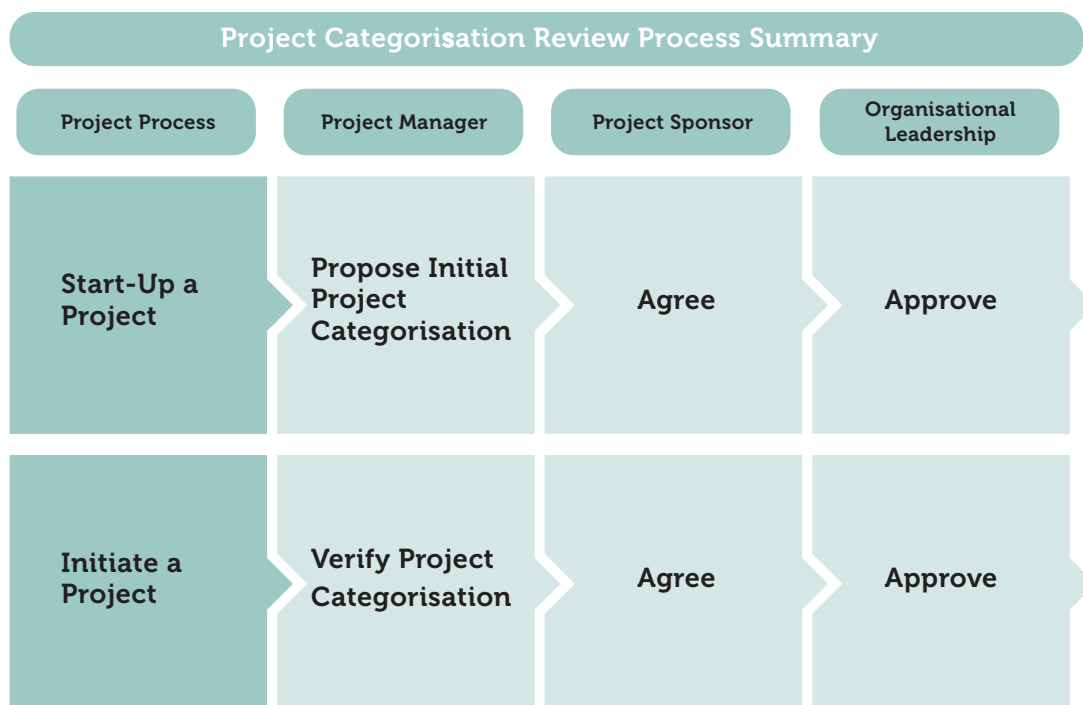 Project Categorisation Review Process Summary
Project Process
Project Manager
Project Sponsor
Organisational
Leadership
Start-Up a
Project
Propose Initial
Project
Categorisation
Agree
Approve
Initiate a
Project
Verify Project
Categorisation
Agree
Approve